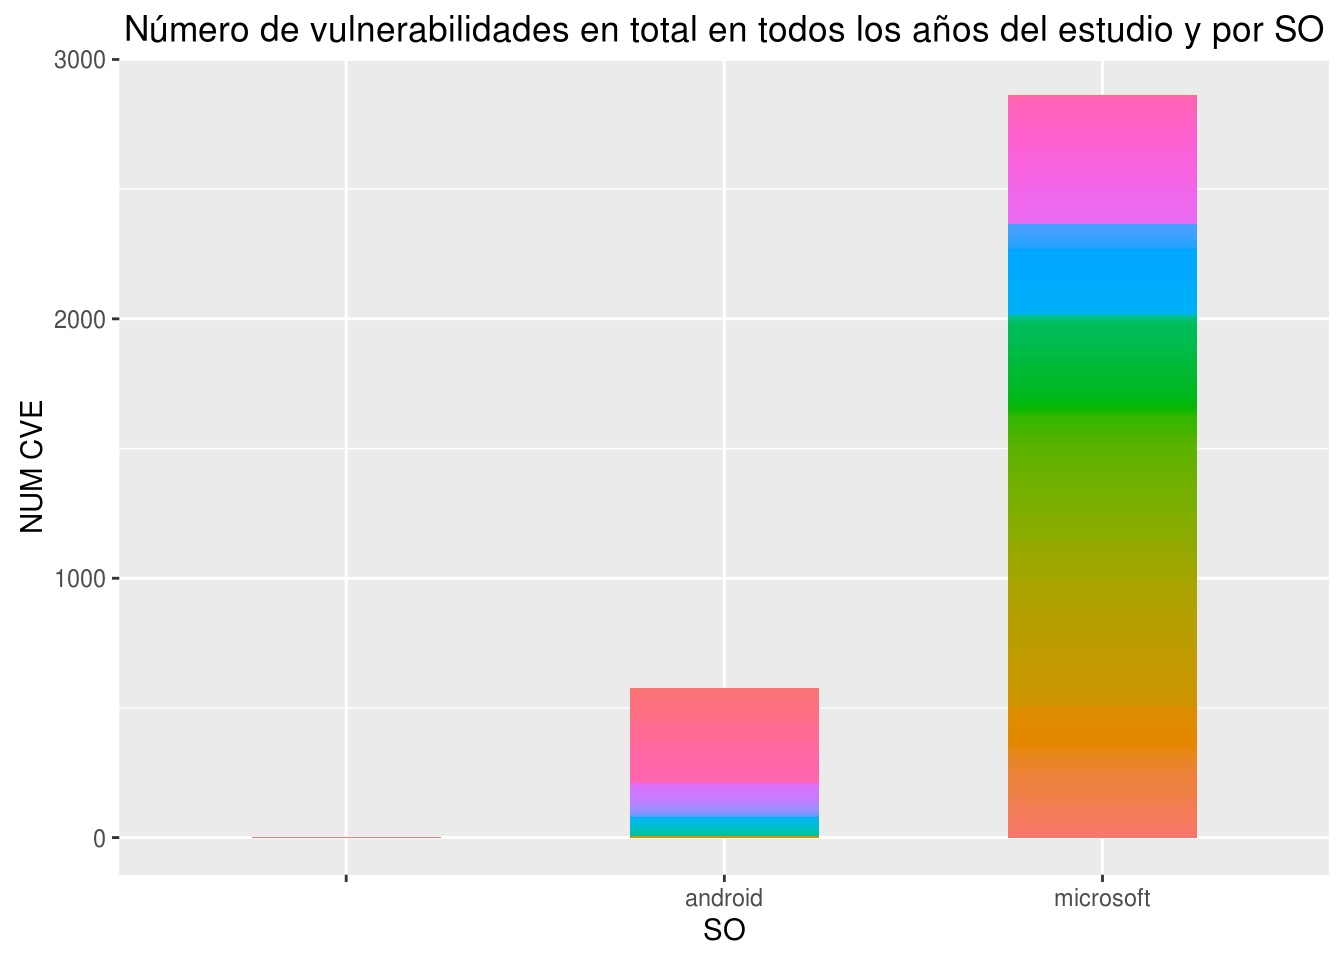 Número de vulnerabilidades en total en todos los años del estudio y por SO
3000
2000
1000
0
NUM CVE
android
microsoft
SO